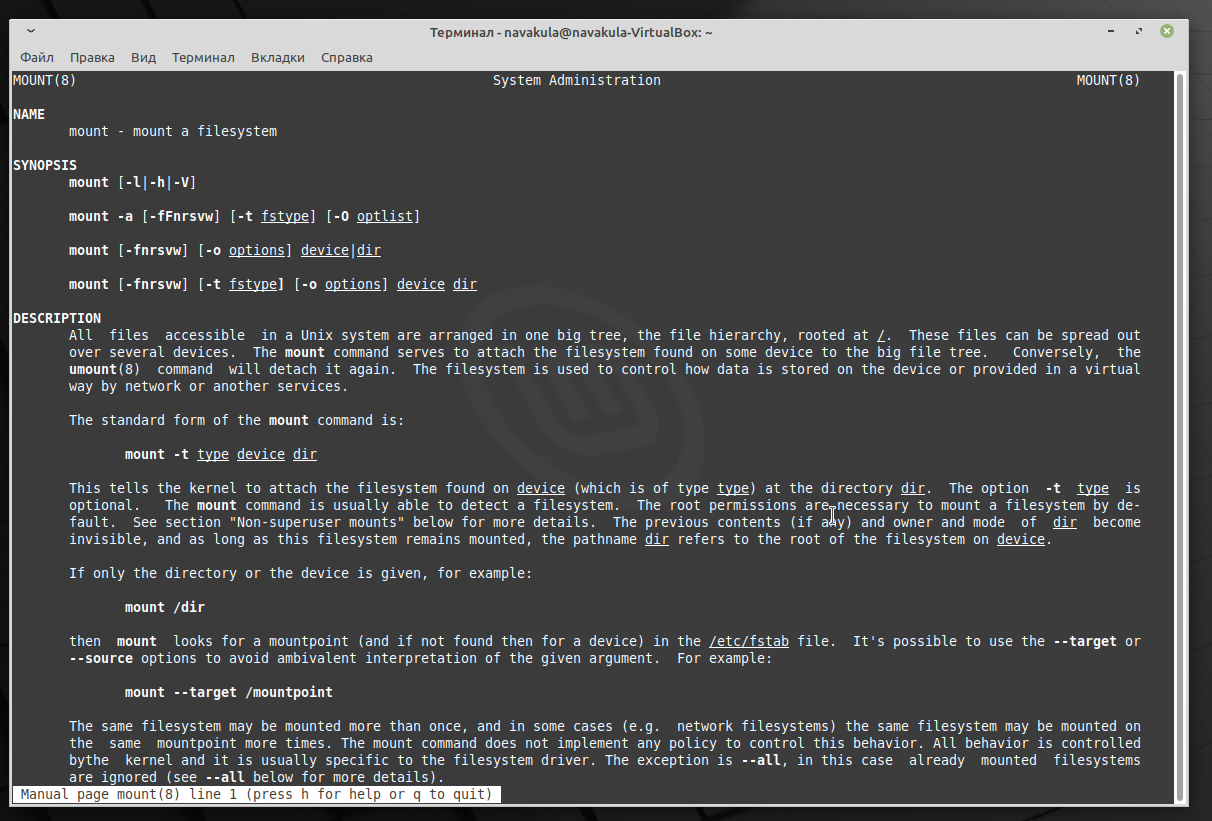 Терминал - navakula@navakula-VirtualBox: ~
Файл Правка Вид Терминал Вкладки Справка
MOUNT(8) System Administration MOUNT(8)
NAME
mount - mount a filesystem
SYNOPSIS
mount [-l|-h|-V]
mount -a [-fFnrsvw] [-t fstype] [-O optlist]
mount [-fnrsvw] [-o options] device|dir
mount [-fnrsvw] [-t fstype] [-o options] device dir
DESCRIPTION
All files accessible in a Unix system are arranged in one big tree, the file hierarchy, rooted at /. These files can be spread out
over several devices. The mount command serves to attach the filesystem found on some device to the big file tree. Conversely, the
umount(8) command will detach it again. The filesystem is used to control how data is stored on the device or provided in a virtual
way by network or another services.
The standard form of the mount command is:
mount -t type device dir
This tells the kernel to attach the filesystem found on device (which is of type type) at the directory dir. The option -t type is
optional. The mount command is usually able to detect a filesystem. The root permissions are necessary to mount a filesystem by de-
fault. See section "Non-superuser mounts" below for more details. The previous contents (if any) and owner and mode of dir become
invisible, and as long as this filesystem remains mounted, the pathname dir refers to the root of the filesystem on device.
If only the directory or the device is given, for example:
mount /dir
then mount looks for a mountpoint (and if not found then for a device) in the /etc/fstab file. It's possible to use the --target or
--source options to avoid ambivalent interpretation of the given argument. For example:
mount --target /mountpoint
The same filesystem may be mounted more than once, and in some cases (e.g. network filesystems) the same filesystem may be mounted on
the same mountpoint more times. The mount command does not implement any policy to control this behavior. All behavior is controlled
bythe kernel and it is usually specific to the filesystem driver. The exception is --all, in this case already mounted filesystems
are ignored (see --all below for more details).
Manual page mount(8) line 1 (press h for help or q to quit)